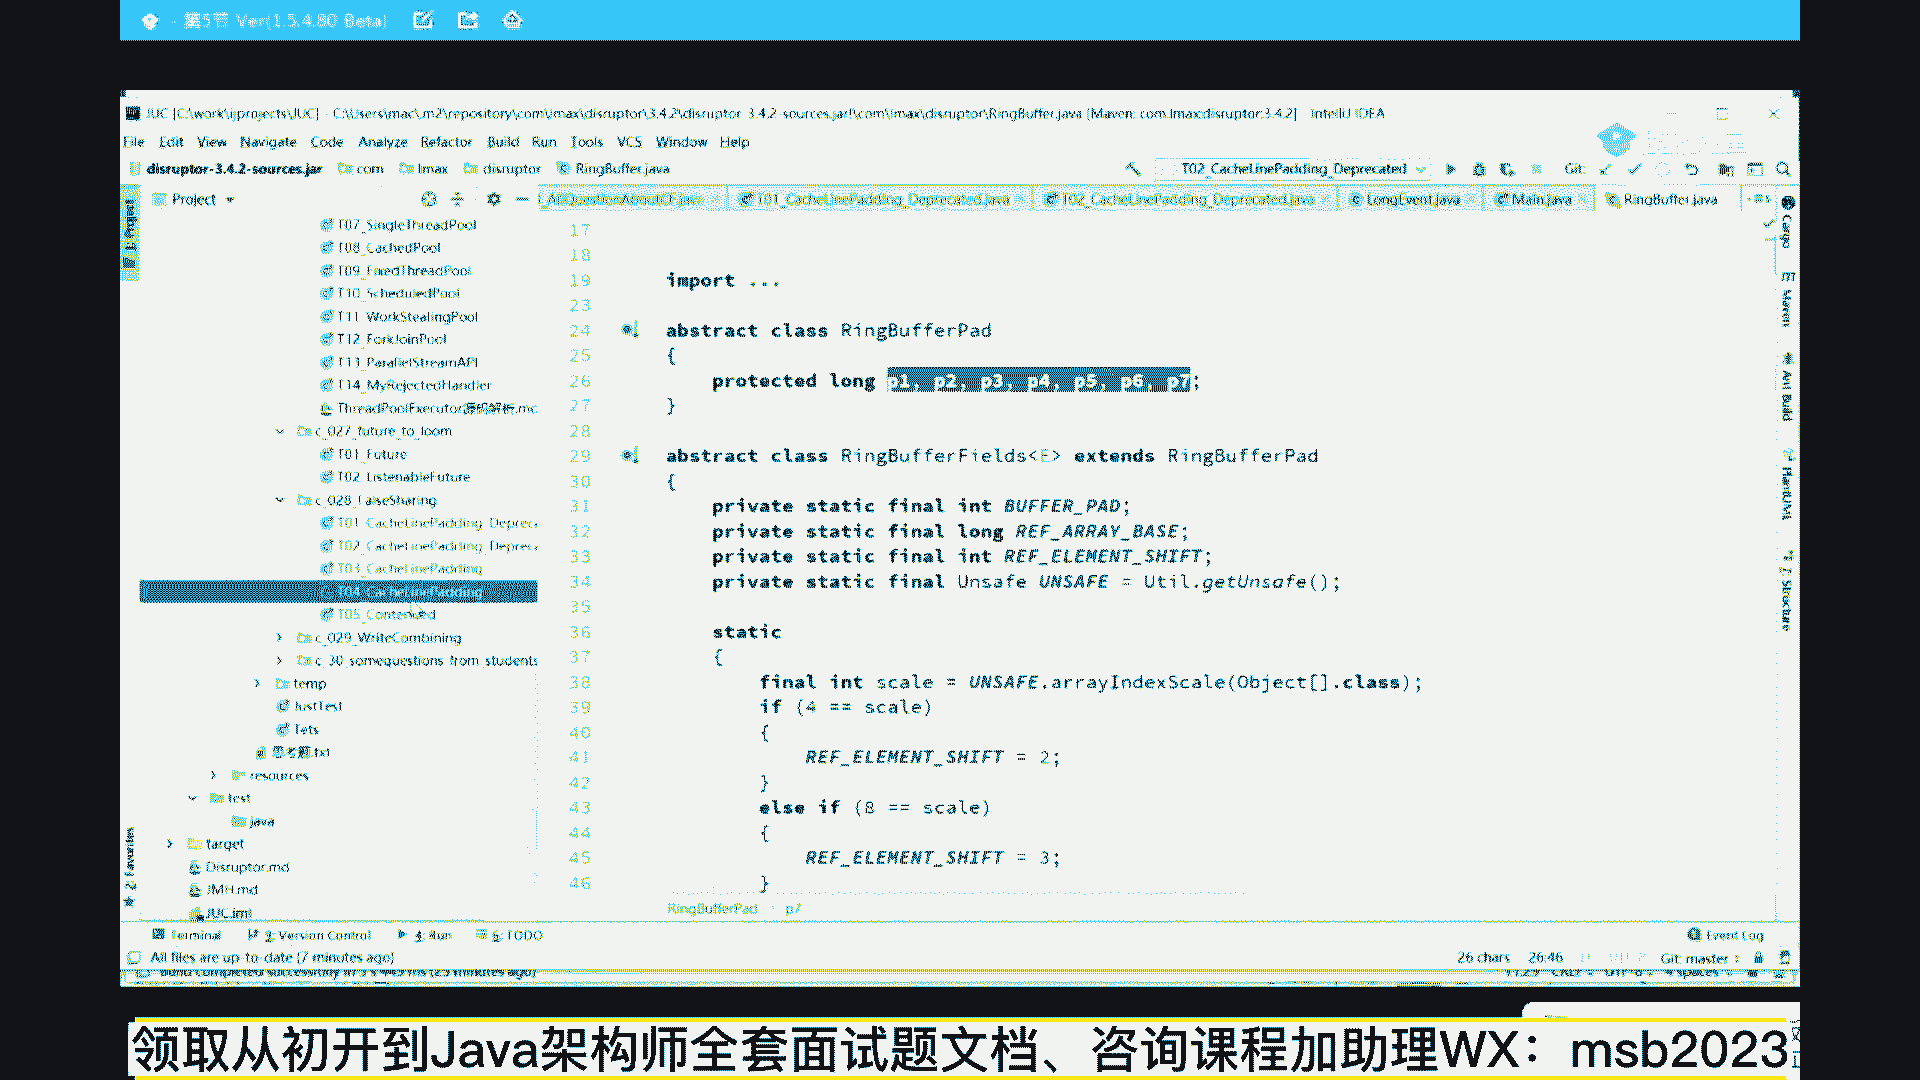 第5节 Ver(1.5.4.80 Beta)
JUC [C:\work\ijprojects\JUC] - C:\Users\mac\.m2\repository\com\lmax\disruptor\3.4.2\disruptor-3.4.2-sources.jar!\com\lmax\disruptor\RingBuffer.java [Maven: com.lmax:disruptor:3.4.2] - IntelliJ IDEA
File Edit View Navigate Code Analyze Refactor Build Run Tools VCS Window Help
disruptor-3.4.2-sources.jar com lmax disruptor RingBuffer.java T02_CacheLinePadding_Deprecated Git:
Project T01_CacheLinePadding_Deprecated.java T02_CacheLinePadding_Deprecated.java LongEvent.java Main.java RingBuffer.java
1: Project
2: Favorites
T07_SingleThreadPool
T08_CachedPool
T09_FixedThreadPool
T10_ScheduledPool
T11_WorkStealingPool
T12_ForkJoinPool
T13_ParallelStreamAPI
T14_MyRejectedHandler
ThreadPoolExecutor源码解析.mc
c_027_future_to_loom
T01_Future
T02_ListenableFuture
c_028_FalseSharing
T01_CacheLinePadding_Depreca
T02_CacheLinePadding_Depreca
T03_CacheLinePadding
T04_CacheLinePadding
T05_Contended
c_029_WriteCombining
c_30_somequestions_from_students
temp
JustTest
Tets
.txt
resources
test
java
target
Disruptor.md
JMH.md
JUC.iml
17
18
19 import ...
23
24 abstract class RingBufferPad
25 {
26 protected long p1, p2, p3, p4, p5, p6, p7;
27 }
28
29 abstract class RingBufferFields<E> extends RingBufferPad
30 {
31 private static final int BUFFER_PAD;
32 private static final long REF_ARRAY_BASE;
33 private static final int REF_ELEMENT_SHIFT;
34 private static final Unsafe UNSAFE = Util.getUnsafe();
35
36 static
37 {
38 final int scale = UNSAFE.arrayIndexScale(Object[].class);
39 if (4 == scale)
40 {
41 REF_ELEMENT_SHIFT = 2;
42 }
43 else if (8 == scale)
44 {
45 REF_ELEMENT_SHIFT = 3;
46 }
RingBufferPad p7
Cargo
Maven
Ant Build
PlantUML
7: Structure
Terminal 9: Version Control 4: Run 6: TODO Event Log
All files are up-to-date (7 minutes ago) 26 chars 26:46 Git: master
领取从初开到Java架构师全套面试题文档、咨询课程加助理WX：msb2023